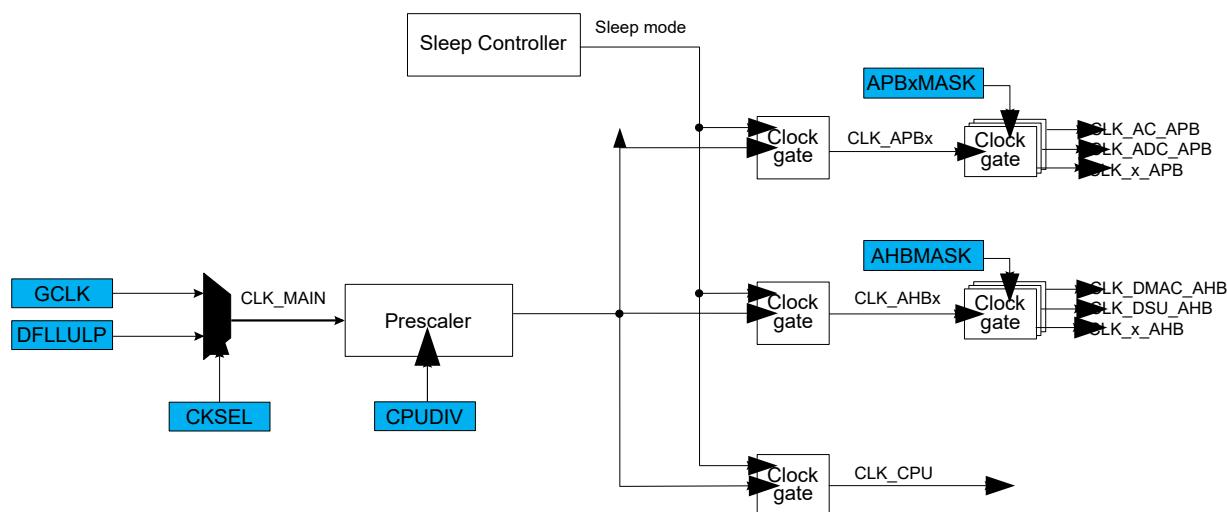 Sleep Controller
Sleep mode
APBxMASK
Clock
gate
CLK_APBx
Clock
gate
CLK_AC_APB
CLK_ADC_APB
CLK_x_APB
AHBMASK
GCLK
DFLLULP
CLK_MAIN
Prescaler
Clock
gate
CLK_AHBx
Clock
gate
CLK_DMAC_AHB
CLK_DSU_AHB
CLK_x_AHB
CKSEL
CPUDIV
Clock
gate
CLK_CPU